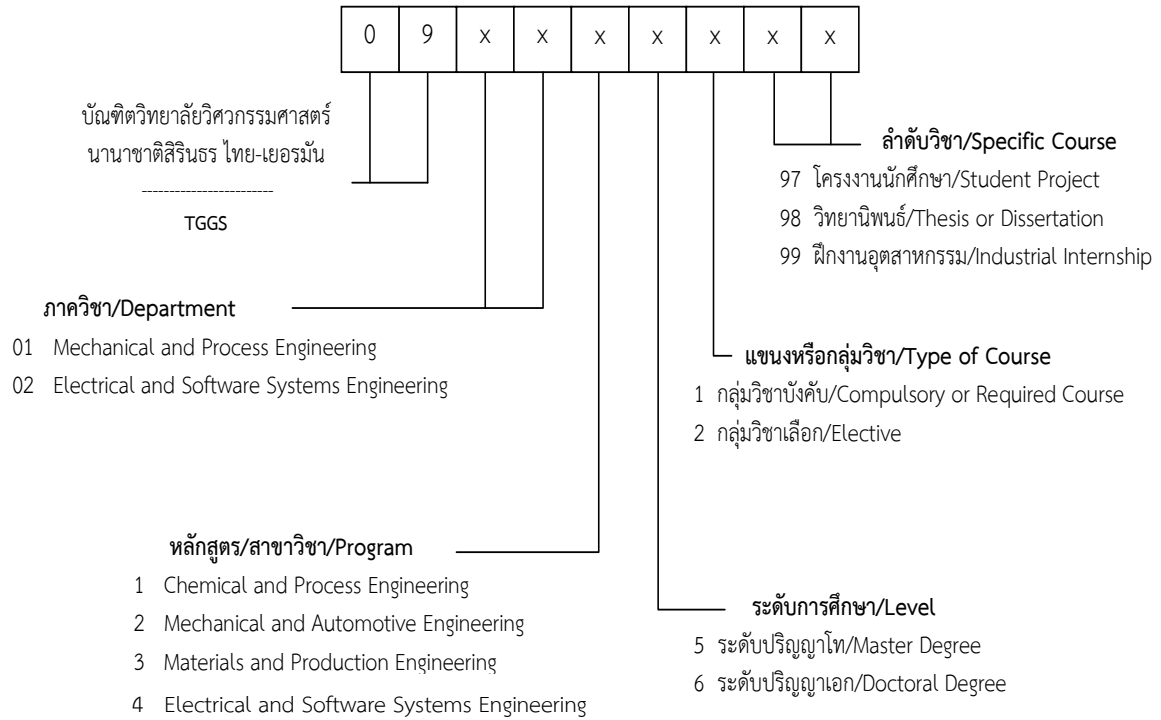 0 9 x x x x x x x
บัณฑิตวิทยาลัยวิศวกรรมศาสตร์
นานาชาติสิรินธร ไทย-เยอรมัน
------------------------
TGGS
ลำดับวิชา/Specific Course
97 โครงงานนักศึกษา/Student Project
98 วิทยานิพนธ์/Thesis or Dissertation
99 ฝึกงานอุตสาหกรรม/Industrial Internship
ภาควิชา/Department
01 Mechanical and Process Engineering
02 Electrical and Software Systems Engineering
แขนงหรือกลุ่มวิชา/Type of Course
1 กลุ่มวิชาบังคับ/Compulsory or Required Course
2 กลุ่มวิชาเลือก/Elective
หลักสูตร/สาขาวิชา/Program
1 Chemical and Process Engineering
2 Mechanical and Automotive Engineering
3 Materials and Production Engineering
4 Electrical and Software Systems Engineering
ระดับการศึกษา/Level
5 ระดับปริญญาโท/Master Degree
6 ระดับปริญญาเอก/Doctoral Degree